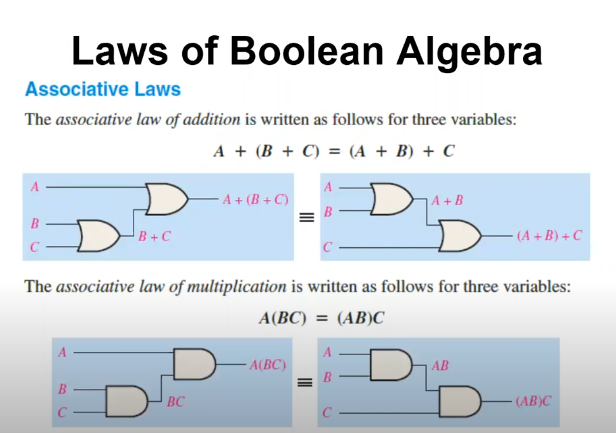 Laws of Boolean Algebra
Associative Laws
The associative law of addition is written as follows for three variables:
A + (B + C) = (A + B) + C
A
A + (B + C)
B
C
B + C
≡
A
B
A + B
C
(A + B) + C
The associative law of multiplication is written as follows for three variables:
A(BC) = (AB)C
A
A(BC)
B
C
BC
≡
A
B
AB
C
(AB)C